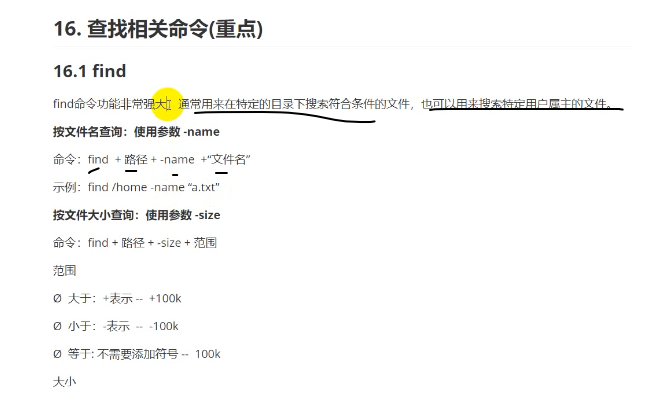 16. 查找相关命令(重点)
16.1 find
find命令功能非常强大，通常用来在特定的目录下搜索符合条件的文件，也可以用来搜索特定用户属主的文件。
按文件名查询：使用参数 -name
命令：find + 路径 + -name +“文件名”
示例：find /home -name “a.txt”
按文件大小查询：使用参数 -size
命令：find + 路径 + -size + 范围
范围
Ø 大于：+表示 -- +100k
Ø 小于：-表示 -- -100k
Ø 等于: 不需要添加符号 -- 100k
大小